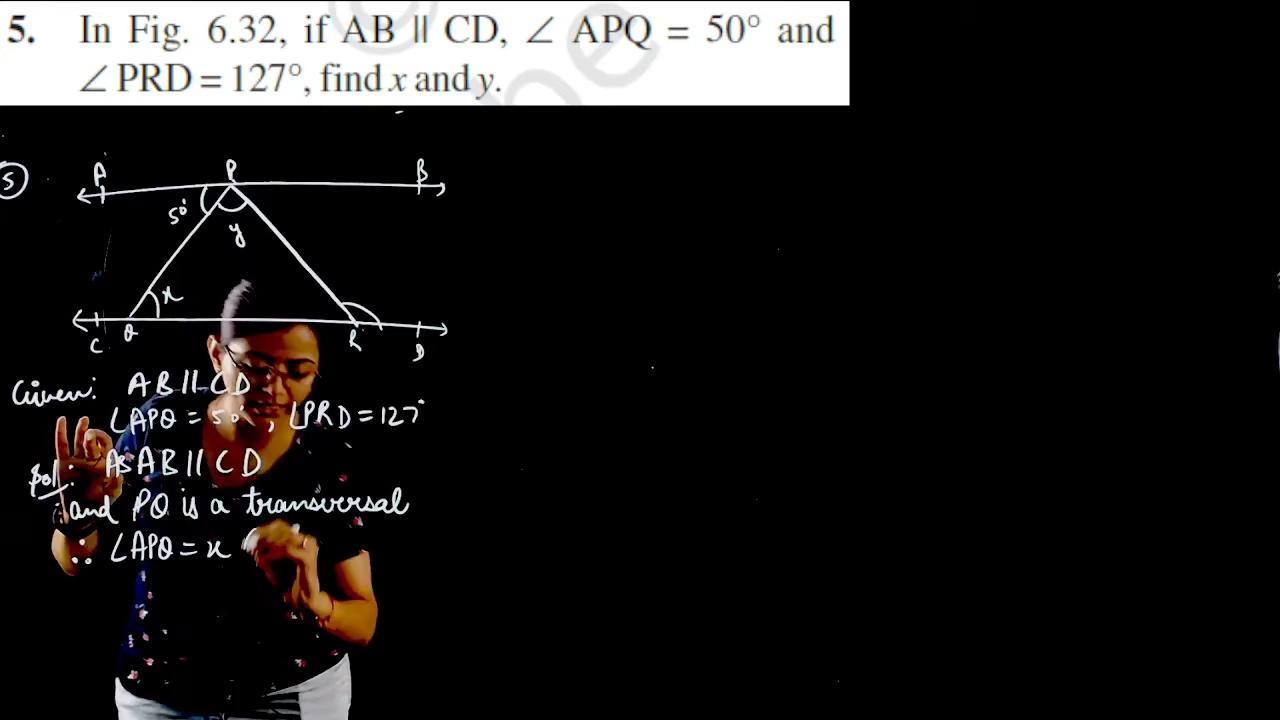 5. In Fig. 6.32, if AB || CD, ∠ APQ = 50° and
∠ PRD = 127°, find x and y.
5
A P B
50°
y
x
C Q R D
Given: AB || CD
∠APQ = 50°, ∠PRD = 127°
Sol: As AB || CD
and PQ is a transversal
∴ ∠APQ = x